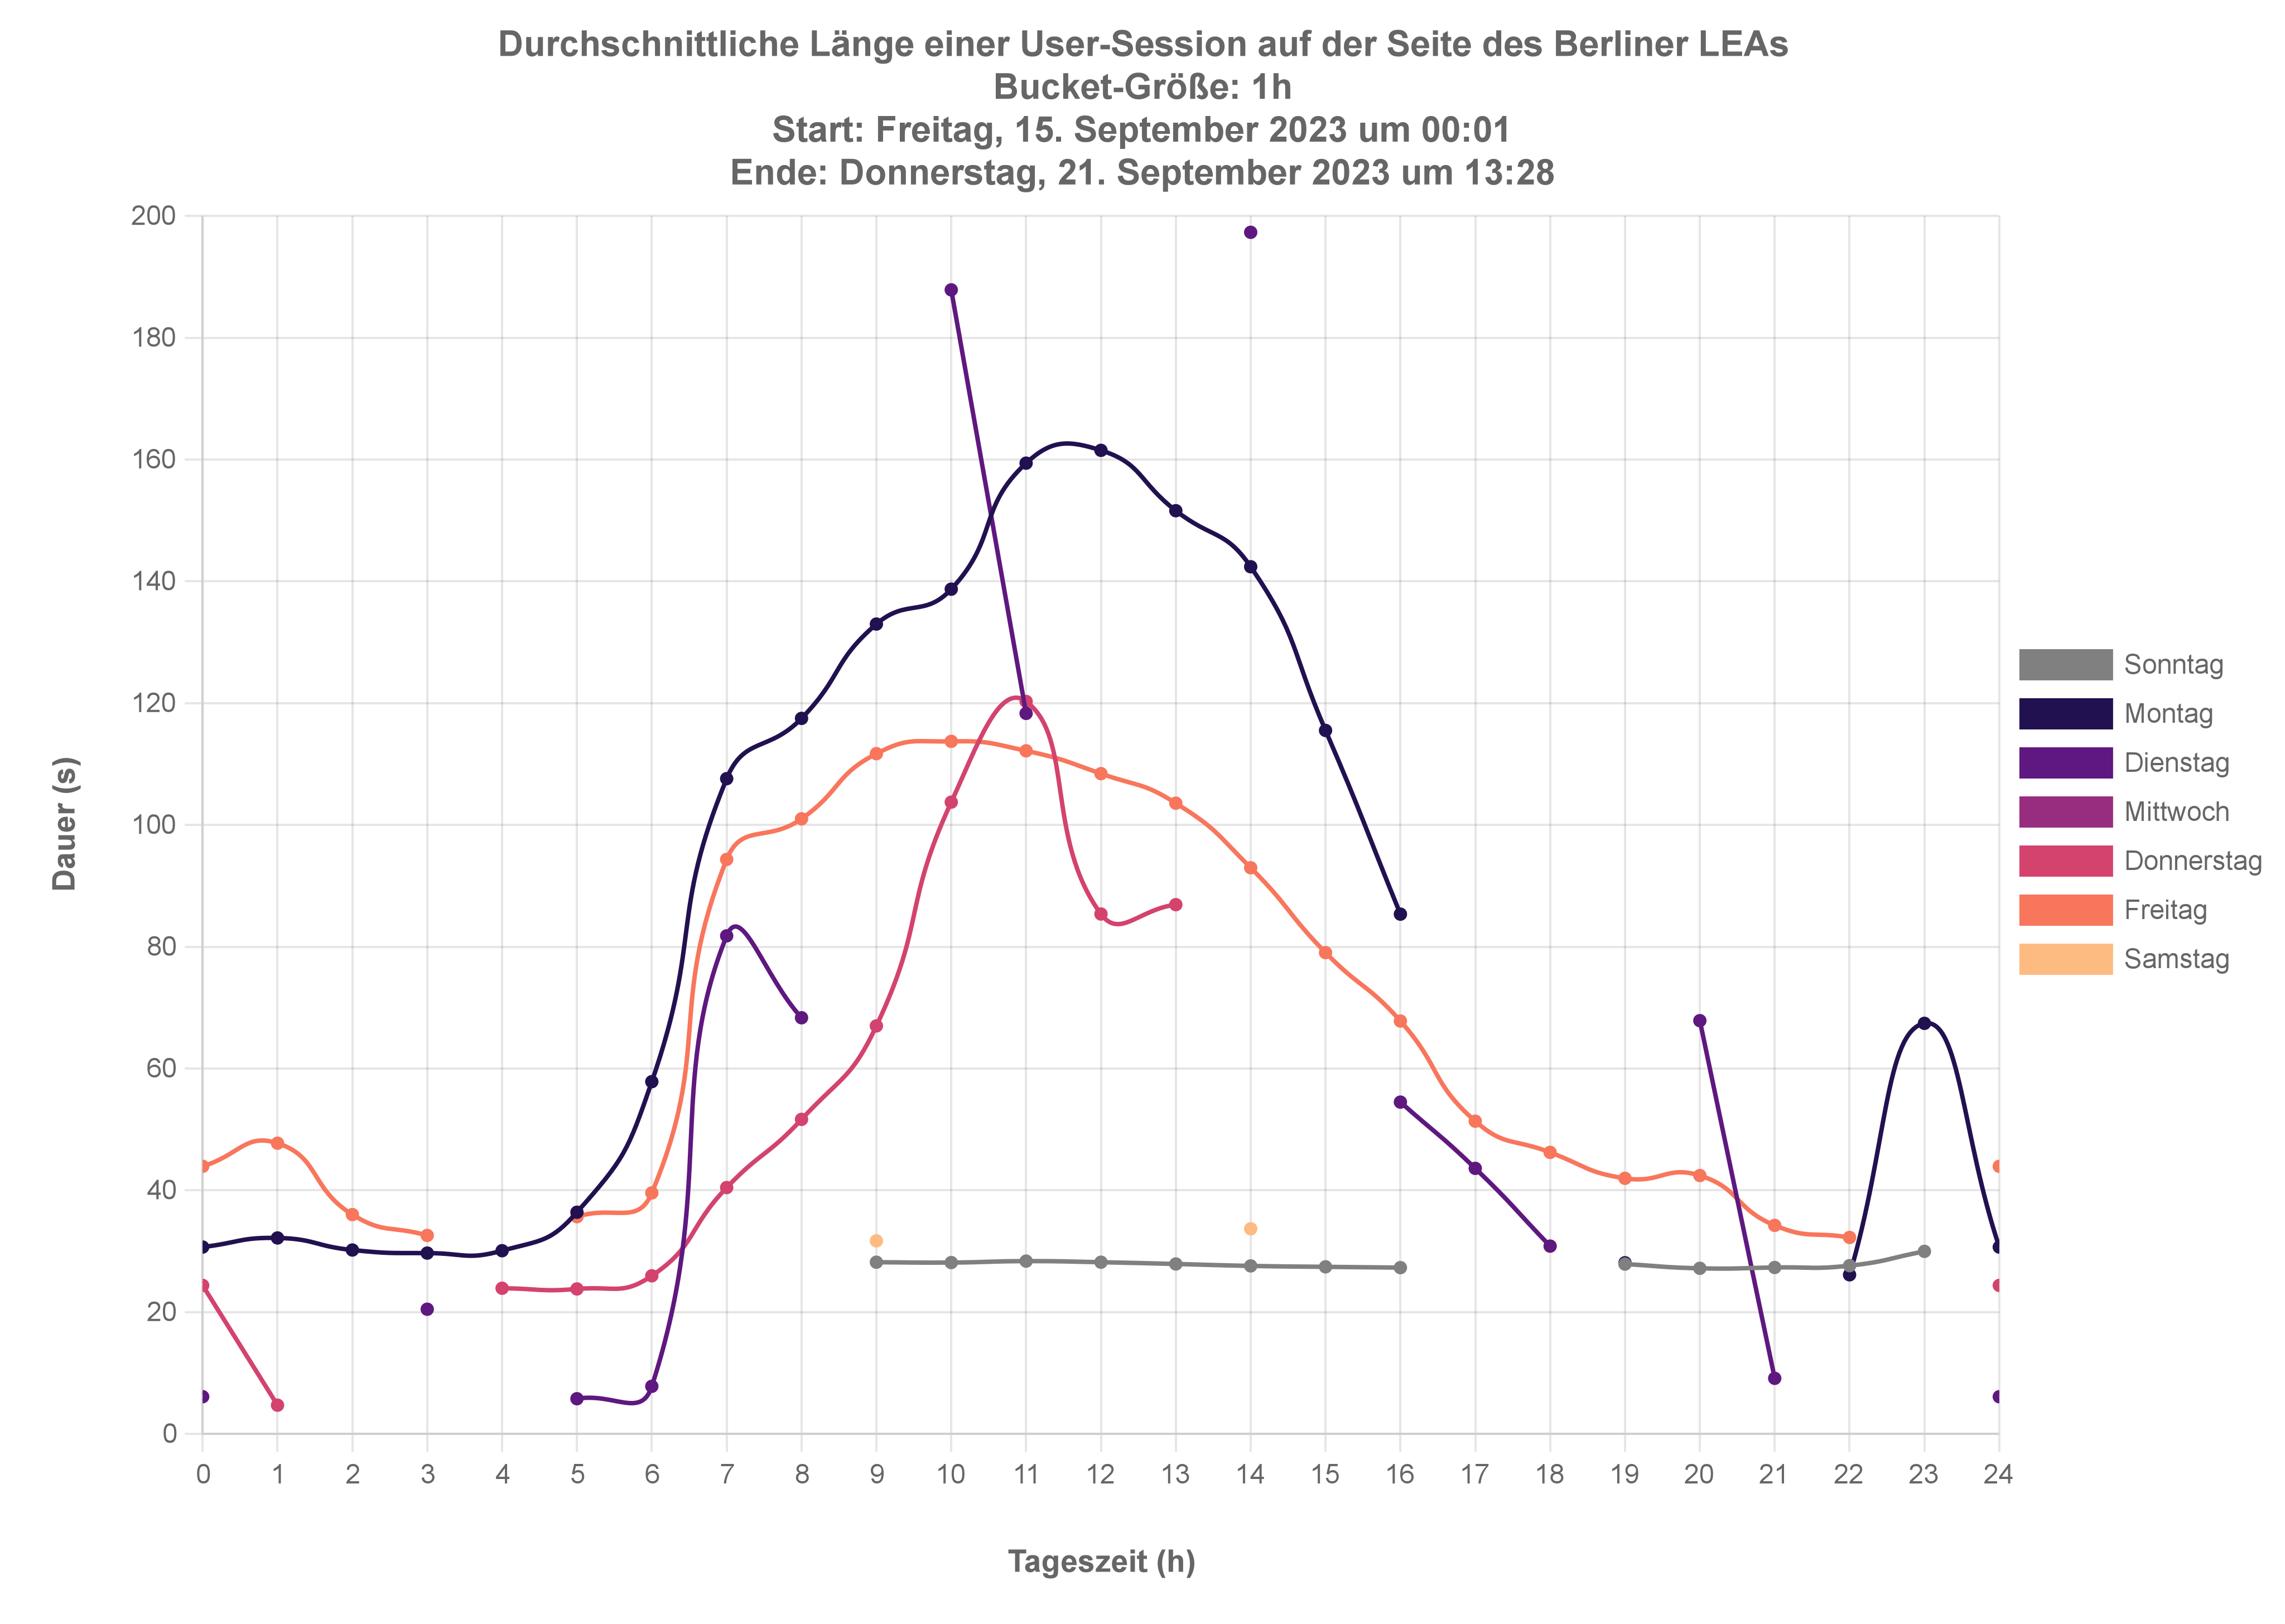 Durchschnittliche Länge einer User-Session auf der Seite des Berliner LEAs
Bucket-Größe: 1h
Start: Freitag, 15. September 2023 um 00:01
Ende: Donnerstag, 21. September 2023 um 13:28
200
180
160
140
120
100
80
60
40
20
0
Dauer (s)
0 1 2 3 4 5 6 7 8 9 10 11 12 13 14 15 16 17 18 19 20 21 22 23 24
Tageszeit (h)
Sonntag
Montag
Dienstag
Mittwoch
Donnerstag
Freitag
Samstag